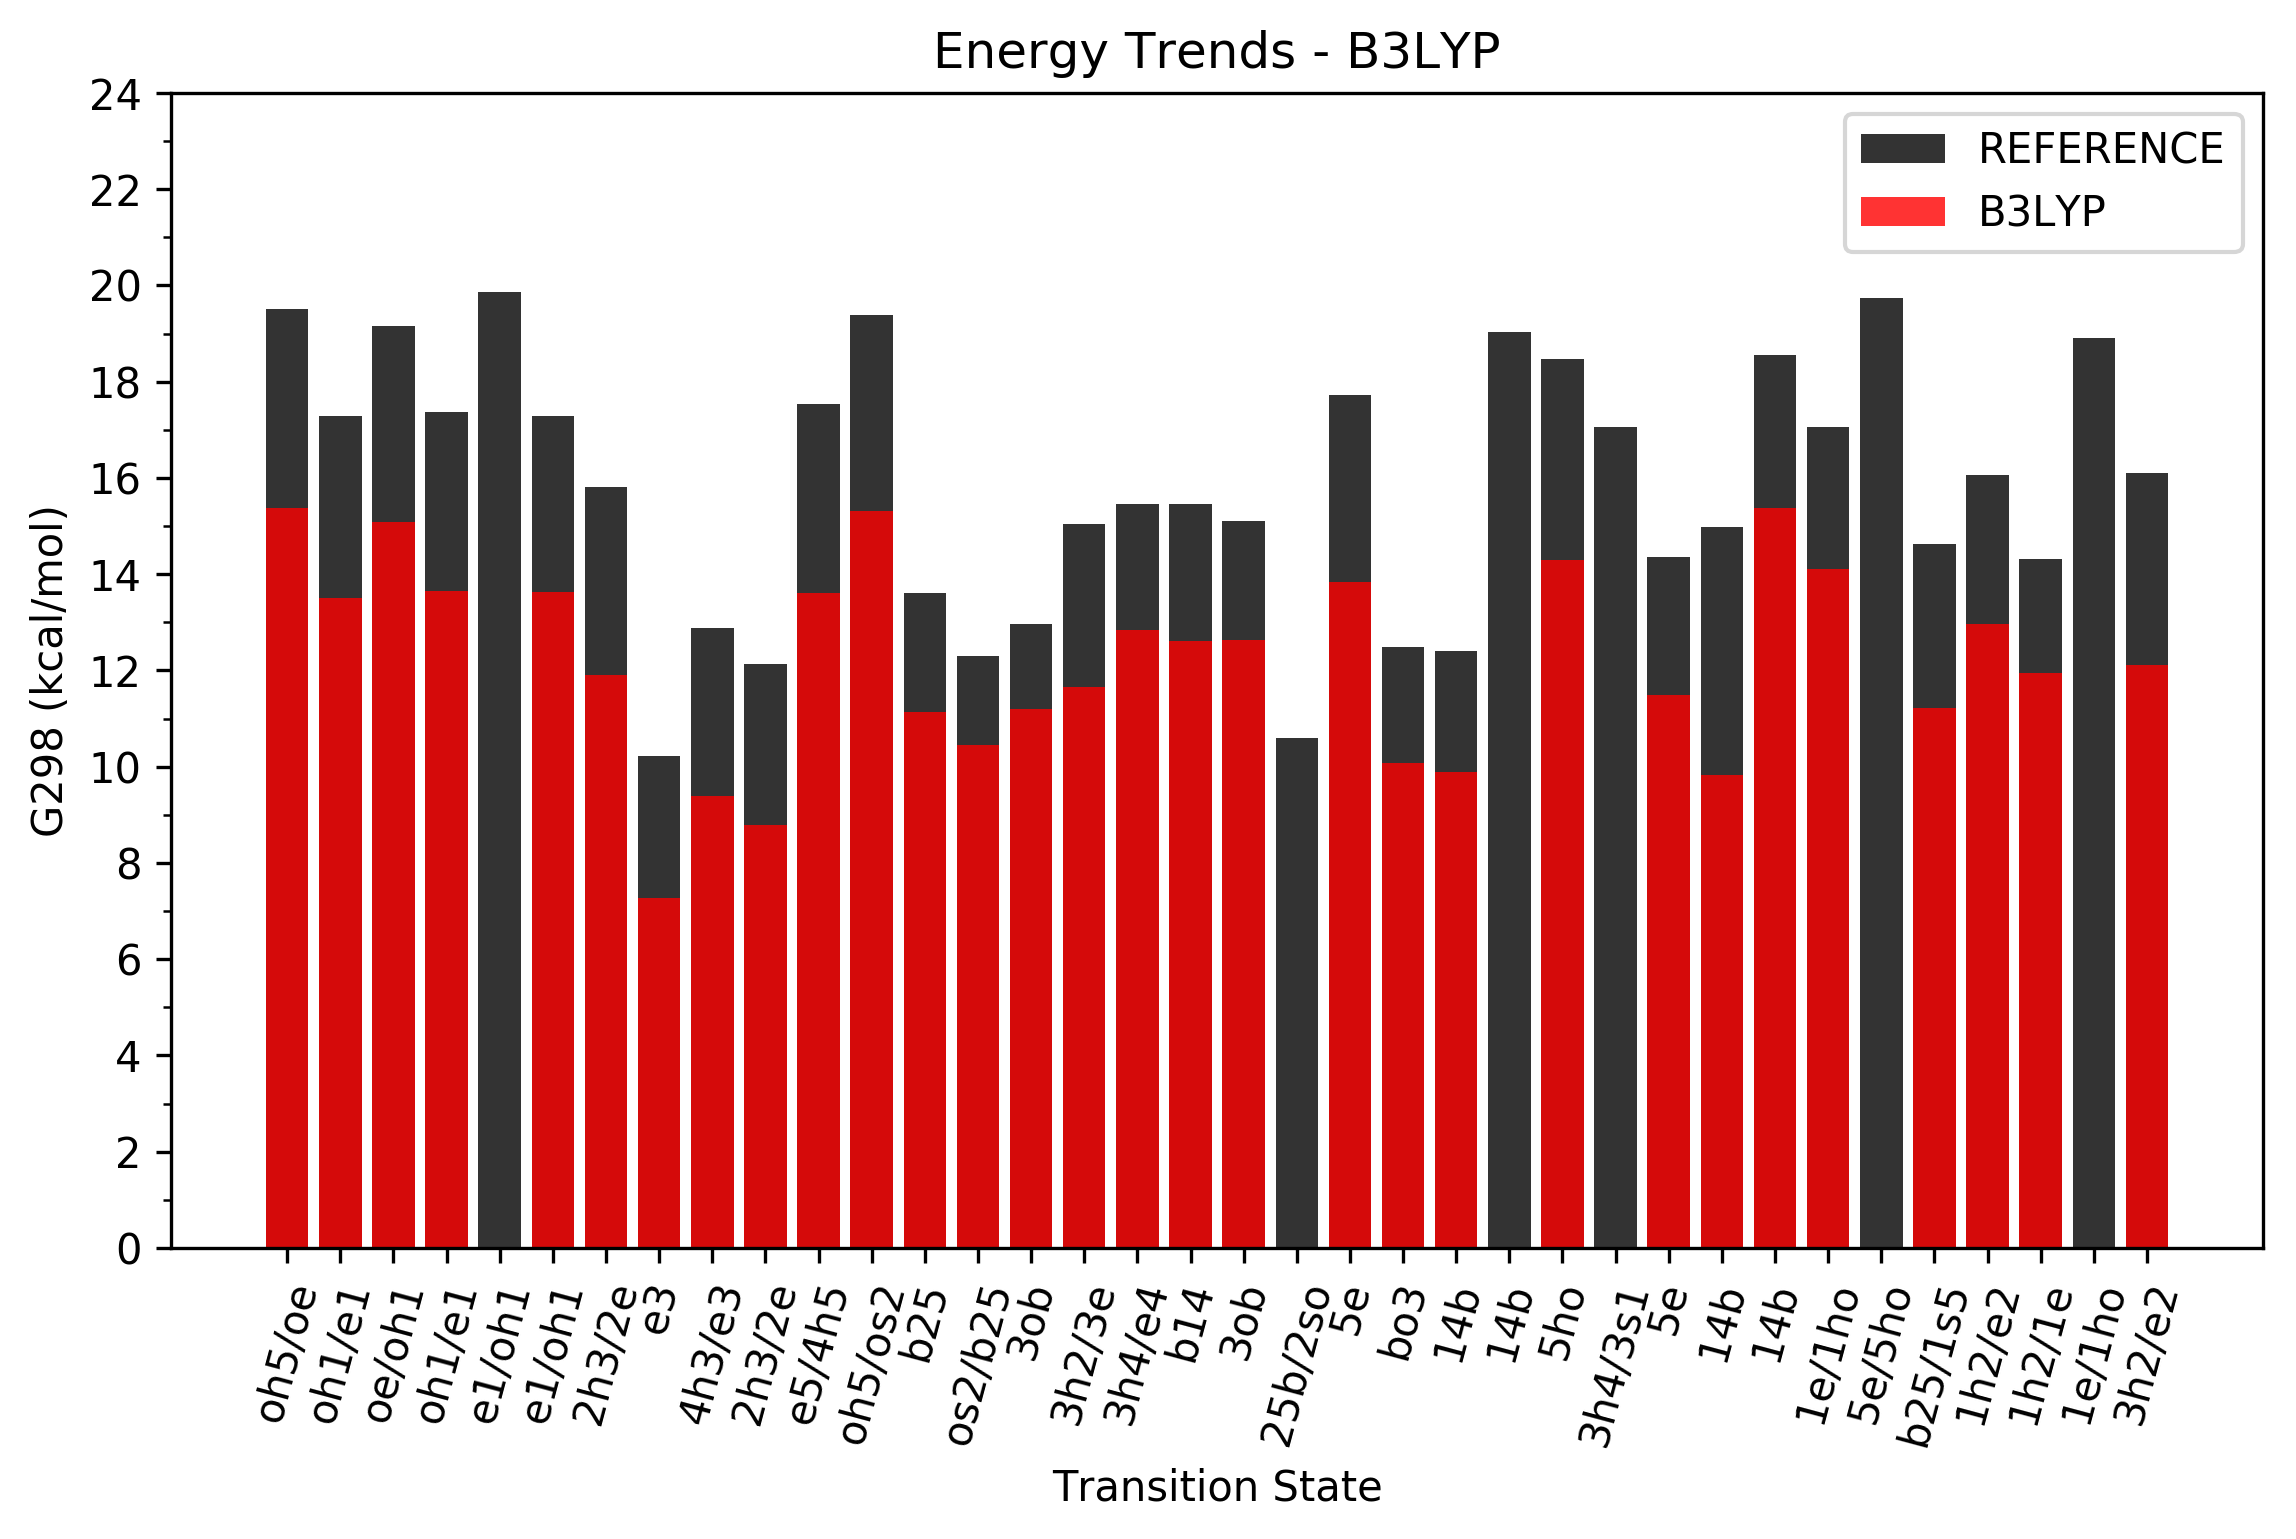 Energy Trends - B3LYP
REFERENCE
B3LYP
G298 (kcal/mol)
24
22
20
18
16
14
12
10
8
6
4
2
0
oh5/oe
oh1/e1
oe/oh1
oh1/e1
e1/oh1
e1/oh1
2h3/2e
e3
4h3/e3
2h3/2e
e5/4h5
oh5/os2
b25
os2/b25
3ob
3h2/3e
3h4/e4
b14
3ob
25b/2so
5e
bo3
14b
14b
5ho
3h4/3s1
5e
14b
14b
1e/1ho
5e/5ho
b25/1s5
1h2/e2
1h2/1e
1e/1ho
3h2/e2
Transition State